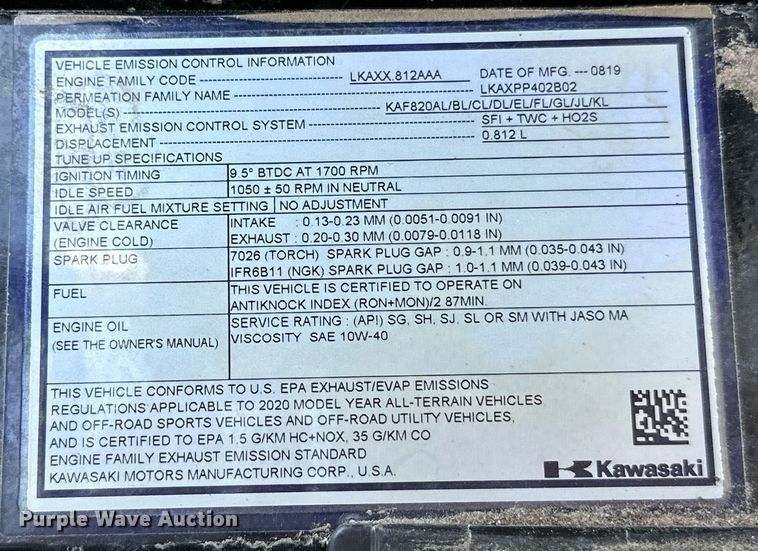 VEHICLE EMISSION CONTROL INFORMATION
ENGINE FAMILY CODE ---------- LKAXX.812AAA DATE OF MFG. ---0819
PERMEATION FAMILY NAME ---------- LKAXPP402B02
MODEL(S) ---------- KAF820AL/BL/CL/DL/EL/FL/GL/JL/KL
EXHAUST EMISSION CONTROL SYSTEM ---------- SFI + TWC + HO2S
DISPLACEMENT ---------- 0.812 L
TUNE UP SPECIFICATIONS
IGNITION TIMING 9.5° BTDC AT 1700 RPM
IDLE SPEED 1050 ± 50 RPM IN NEUTRAL
IDLE AIR FUEL MIXTURE SETTING NO ADJUSTMENT
VALVE CLEARANCE INTAKE : 0.13-0.23 MM (0.0051-0.0091 IN)
(ENGINE COLD) EXHAUST : 0.20-0.30 MM (0.0079-0.0118 IN)
SPARK PLUG 7026 (TORCH) SPARK PLUG GAP : 0.9-1.1 MM (0.035-0.043 IN)
IFR6B11 (NGK) SPARK PLUG GAP : 1.0-1.1 MM (0.039-0.043 IN)
FUEL THIS VEHICLE IS CERTIFIED TO OPERATE ON
ANTIKNOCK INDEX (RON+MON)/2 87MIN.
ENGINE OIL SERVICE RATING : (API) SG, SH, SJ, SL OR SM WITH JASO MA
(SEE THE OWNER'S MANUAL) VISCOSITY SAE 10W-40
THIS VEHICLE CONFORMS TO U.S. EPA EXHAUST/EVAP EMISSIONS
REGULATIONS APPLICABLE TO 2020 MODEL YEAR ALL-TERRAIN VEHICLES
AND OFF-ROAD SPORTS VEHICLES AND OFF-ROAD UTILITY VEHICLES,
AND IS CERTIFIED TO EPA 1.5 G/KM HC+NOX, 35 G/KM CO
ENGINE FAMILY EXHAUST EMISSION STANDARD
KAWASAKI MOTORS MANUFACTURING CORP., U.S.A.
Kawasaki
Purple Wave Auction